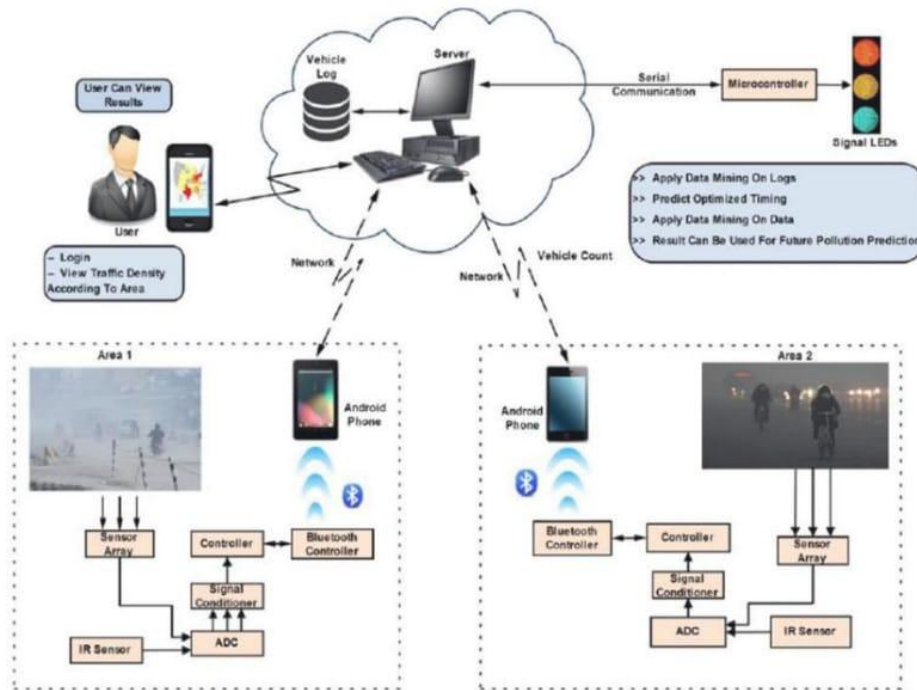 Vehicle
Log
Server
Serial
Communication
Microcontroller
Signal LEDs
User Can View
Results
User
– Login
– View Traffic Density
According To Area
>> Apply Data Mining On Logs
>> Predict Optimized Timing
>> Apply Data Mining On Data
>> Result Can Be Used For Future Pollution Prediction
Network
Network
Vehicle Count
Area 1
Android
Phone
Sensor
Array
Controller
Bluetooth
Controller
Signal
Conditioner
IR Sensor
ADC
Area 2
Android
Phone
Bluetooth
Controller
Controller
Sensor
Array
Signal
Conditioner
ADC
IR Sensor